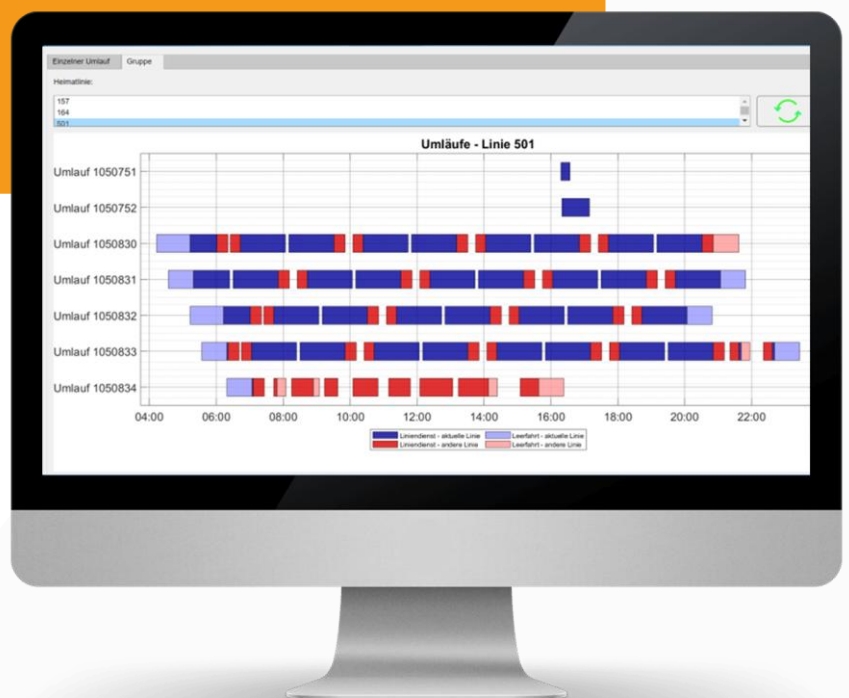 Einzelner Umlauf Gruppe
Heimatlinie:
157
164
501
Umläufe - Linie 501
Umlauf 1050751
Umlauf 1050752
Umlauf 1050830
Umlauf 1050831
Umlauf 1050832
Umlauf 1050833
Umlauf 1050834
04:00 06:00 08:00 10:00 12:00 14:00 16:00 18:00 20:00 22:00
Liniendienst - aktuelle Linie Leerfahrt - aktuelle Linie
Liniendienst - andere Linie Leerfahrt - andere Linie